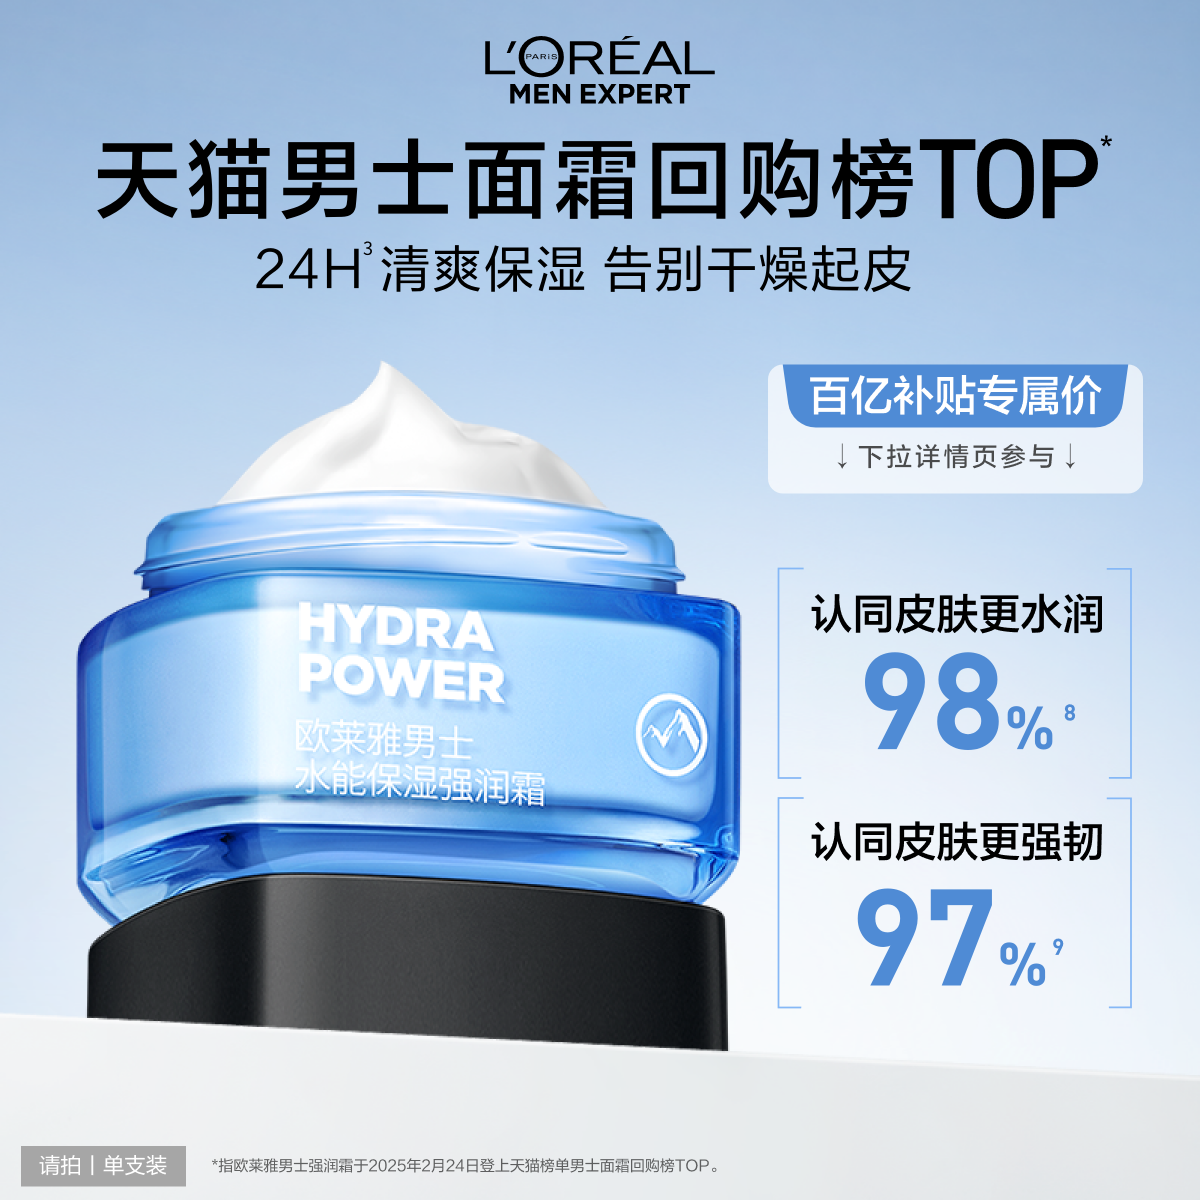 L'ORÉAL
PARIS
MEN EXPERT
天猫男士面霜回购榜TOP*
24H³清爽保湿 告别干燥起皮
百亿补贴专属价
↓下拉详情页参与↓
HYDRA
POWER
欧莱雅男士
水能保湿强润霜
认同皮肤更水润
98%⁸
认同皮肤更强韧
97%⁹
请拍丨单支装
*指欧莱雅男士强润霜于2025年2月24日登上天猫榜单男士面霜回购榜TOP。